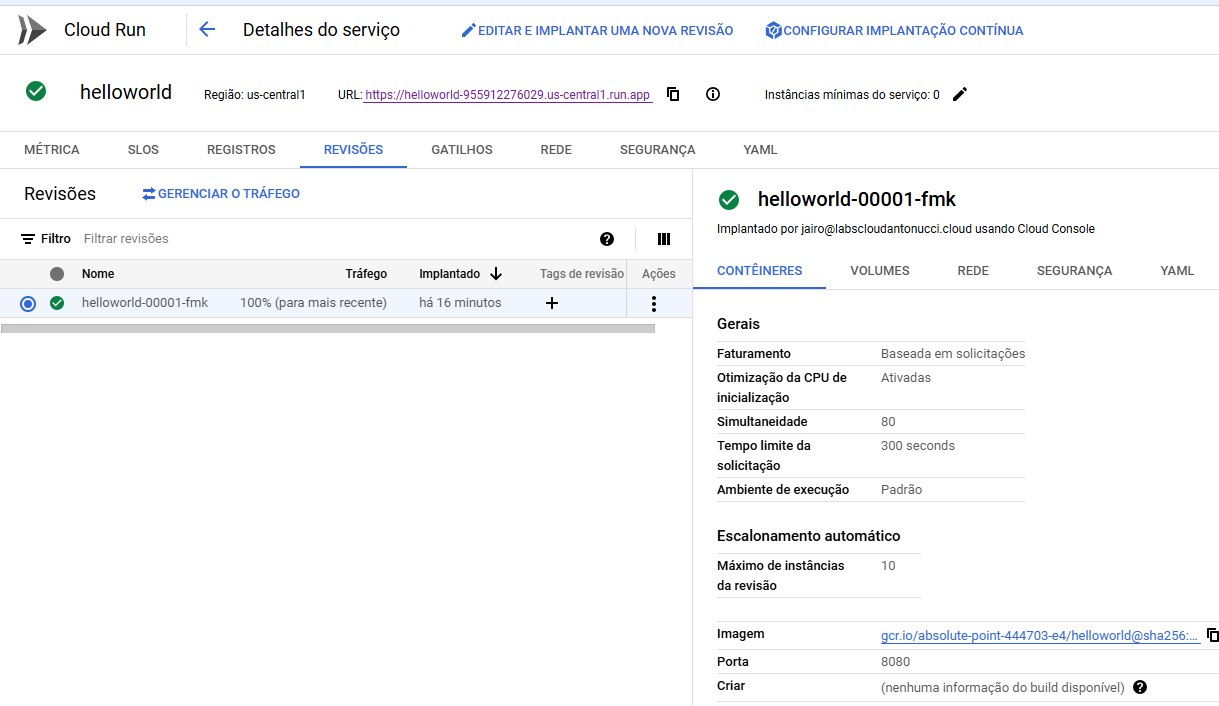 Cloud Run
Detalhes do serviço
EDITAR E IMPLANTAR UMA NOVA REVISÃO
CONFIGURAR IMPLANTAÇÃO CONTÍNUA
helloworld
Região: us-central1
URL: https://helloworld-955912276029.us-central1.run.app
Instâncias mínimas do serviço: 0
MÉTRICA
SLOS
REGISTROS
REVISÕES
GATILHOS
REDE
SEGURANÇA
YAML
Revisões
GERENCIAR O TRÁFEGO
Filtro
Filtrar revisões
Nome
Tráfego
Implantado
Tags de revisão
Ações
helloworld-00001-fmk
100% (para mais recente)
há 16 minutos
helloworld-00001-fmk
Implantado por jairo@labscloudantonucci.cloud usando Cloud Console
CONTÊINERES
VOLUMES
REDE
SEGURANÇA
YAML
Gerais
Faturamento
Baseada em solicitações
Otimização da CPU de
inicialização
Ativadas
Simultaneidade
80
Tempo limite da
solicitação
300 seconds
Ambiente de execução
Padrão
Escalonamento automático
Máximo de instâncias
da revisão
10
Imagem
gcr.io/absolute-point-444703-e4/helloworld@sha256:...
Porta
8080
Criar
(nenhuma informação do build disponível)